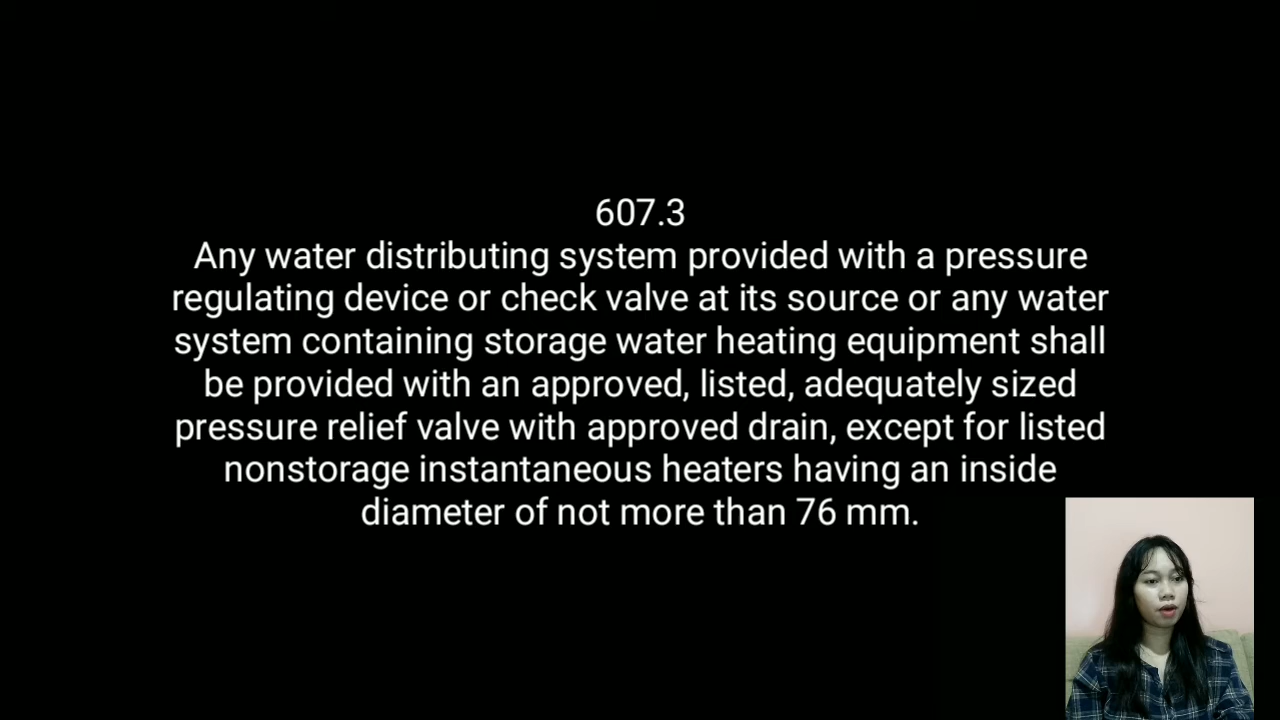 607.3
Any water distributing system provided with a pressure
regulating device or check valve at its source or any water
system containing storage water heating equipment shall
be provided with an approved, listed, adequately sized
pressure relief valve with approved drain, except for listed
nonstorage instantaneous heaters having an inside
diameter of not more than 76 mm.